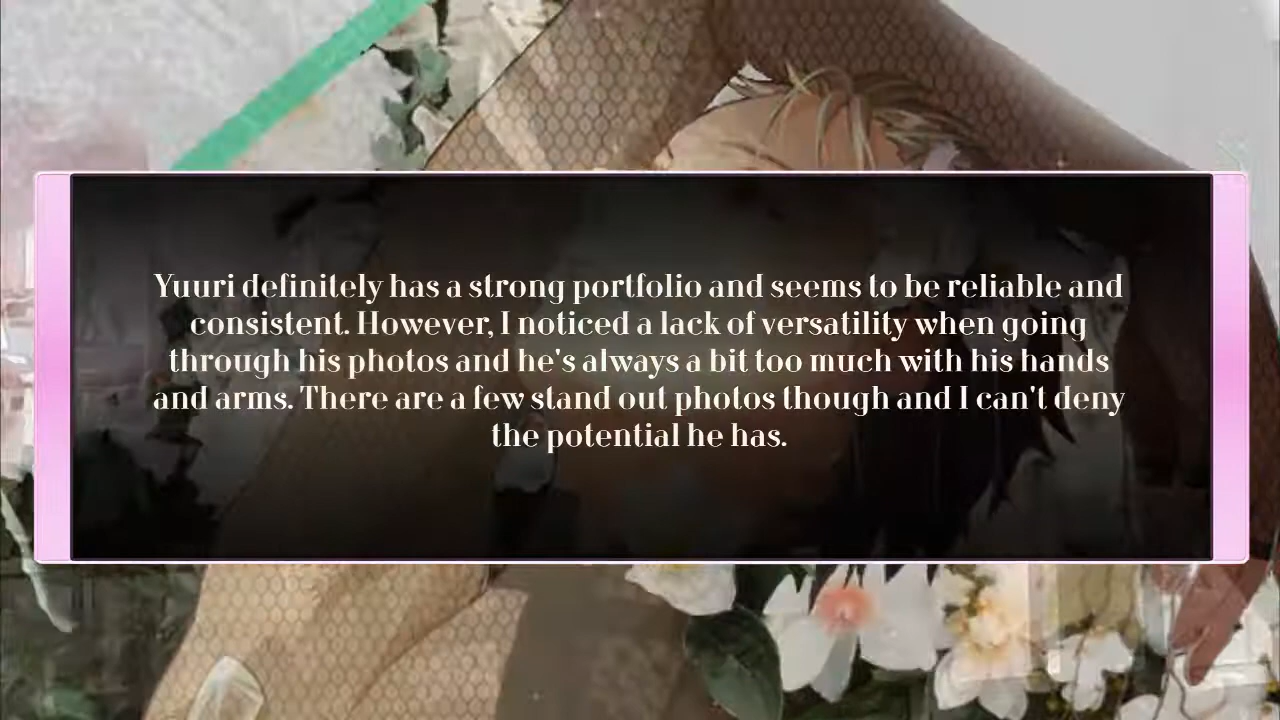 Yuuri definitely has a strong portfolio and seems to be reliable and
consistent. However, I noticed a lack of versatility when going
through his photos and he's always a bit too much with his hands
and arms. There are a few stand out photos though and I can't deny
the potential he has.